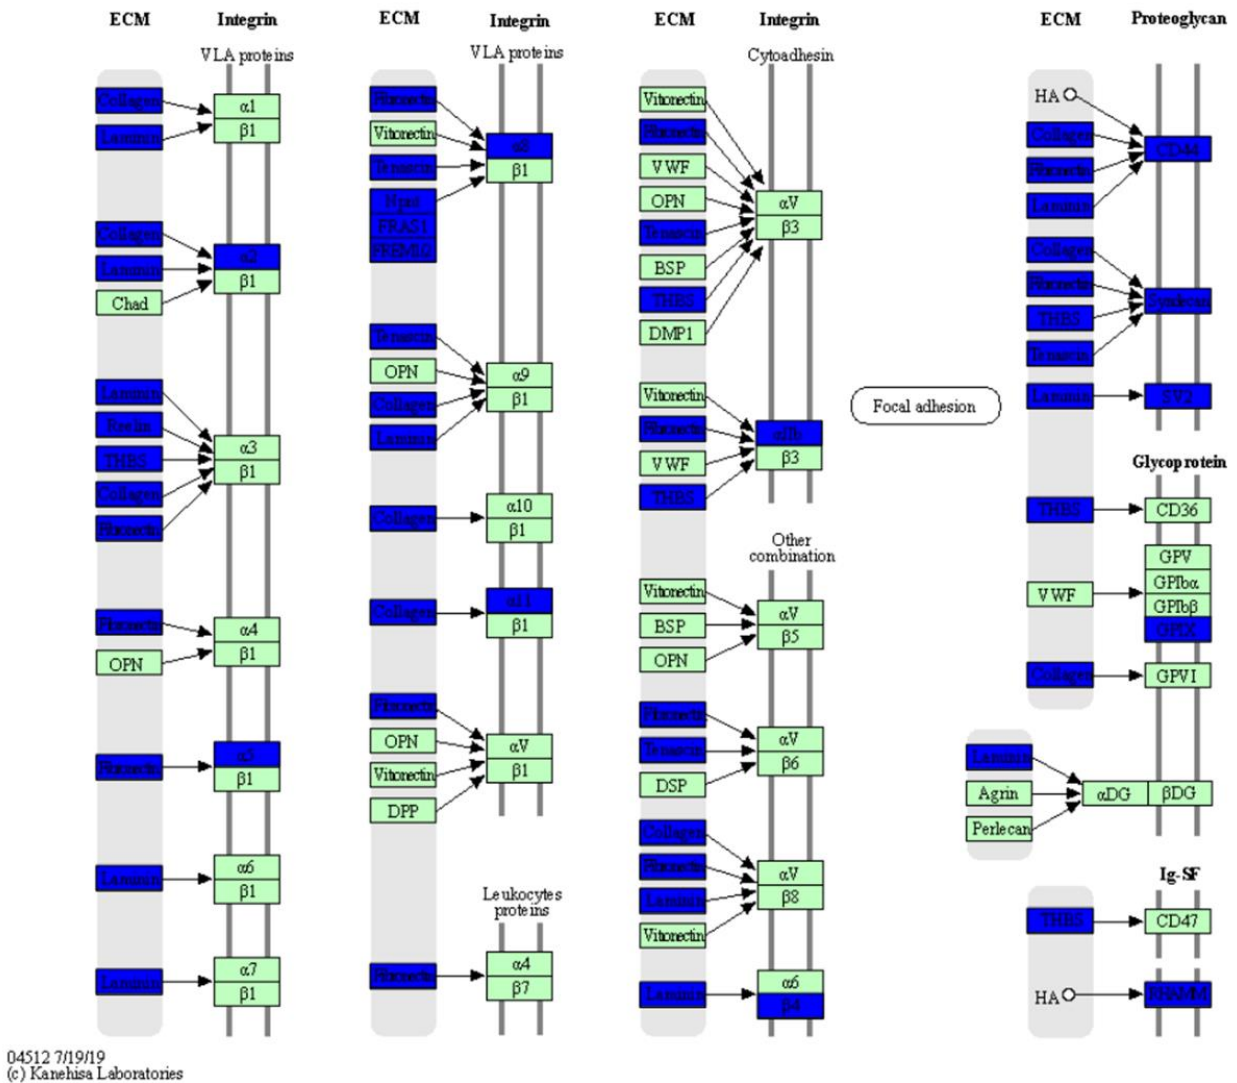 ECM Integrin
VLA proteins
Collagen
Laminin
α1
β1
Collagen
Laminin
Chad
α2
β1
Laminin
Reelin
THBS
Collagen
Fibronectin
α3
β1
Fibronectin
OPN
α4
β1
Fibronectin
α5
β1
Laminin
α6
β1
Laminin
α7
β1
ECM Integrin
VLA proteins
Fibronectin
Vitronectin
Tenascin
Npnt
FRAS1
FREM1/2
α8
β1
Tenascin
OPN
Collagen
Laminin
α9
β1
Collagen
α10
β1
Collagen
α11
β1
Fibronectin
OPN
Vitronectin
DPP
αV
β1
Leukocytes
proteins
Fibronectin
α4
β7
ECM Integrin
Cytoadhesin
Vitronectin
Fibronectin
VWF
OPN
Tenascin
BSP
THBS
DMP1
αV
β3
Vitronectin
Fibronectin
VWF
THBS
αIIb
β3
Other
combination
Vitronectin
BSP
OPN
αV
β5
Fibronectin
Tenascin
DSP
αV
β6
Collagen
Fibronectin
Laminin
Vitronectin
αV
β8
Laminin
α6
β4
Focal adhesion
ECM Proteoglycan
HA
Collagen
Fibronectin
Laminin
CD44
Collagen
Fibronectin
THBS
Tenascin
Syndecan
Laminin
SV2
Glycoprotein
THBS
CD36
VWF
GPV
GPIbα
GPIbβ
GPIX
Collagen
GPVI
Laminin
Agrin
Perlecan
αDG βDG
Ig-SF
THBS
CD47
HA
RHAMM
04512 7/19/19
(c) Kanehisa Laboratories